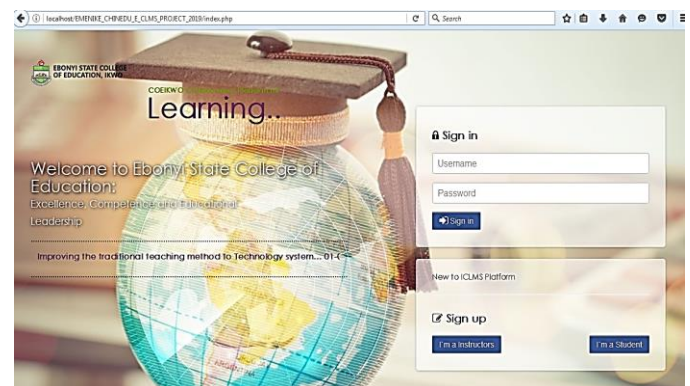 localhost/EMENIKE_CHINEDU_E_CLMS_PROJECT_2019/index.php
Search
EBONYI STATE COLLEGE
OF EDUCATION, IKWO
COEIKWO
Learning..
Welcome to Ebonyi State College of
Education:
Excellence, Competence and Educational
Leadership
Improving the traditional teaching method to Technology system... 01-
Sign in
Username
Password
Sign in
New to ICLMS Platform
Sign up
I'm a Instructors
I'm a Student